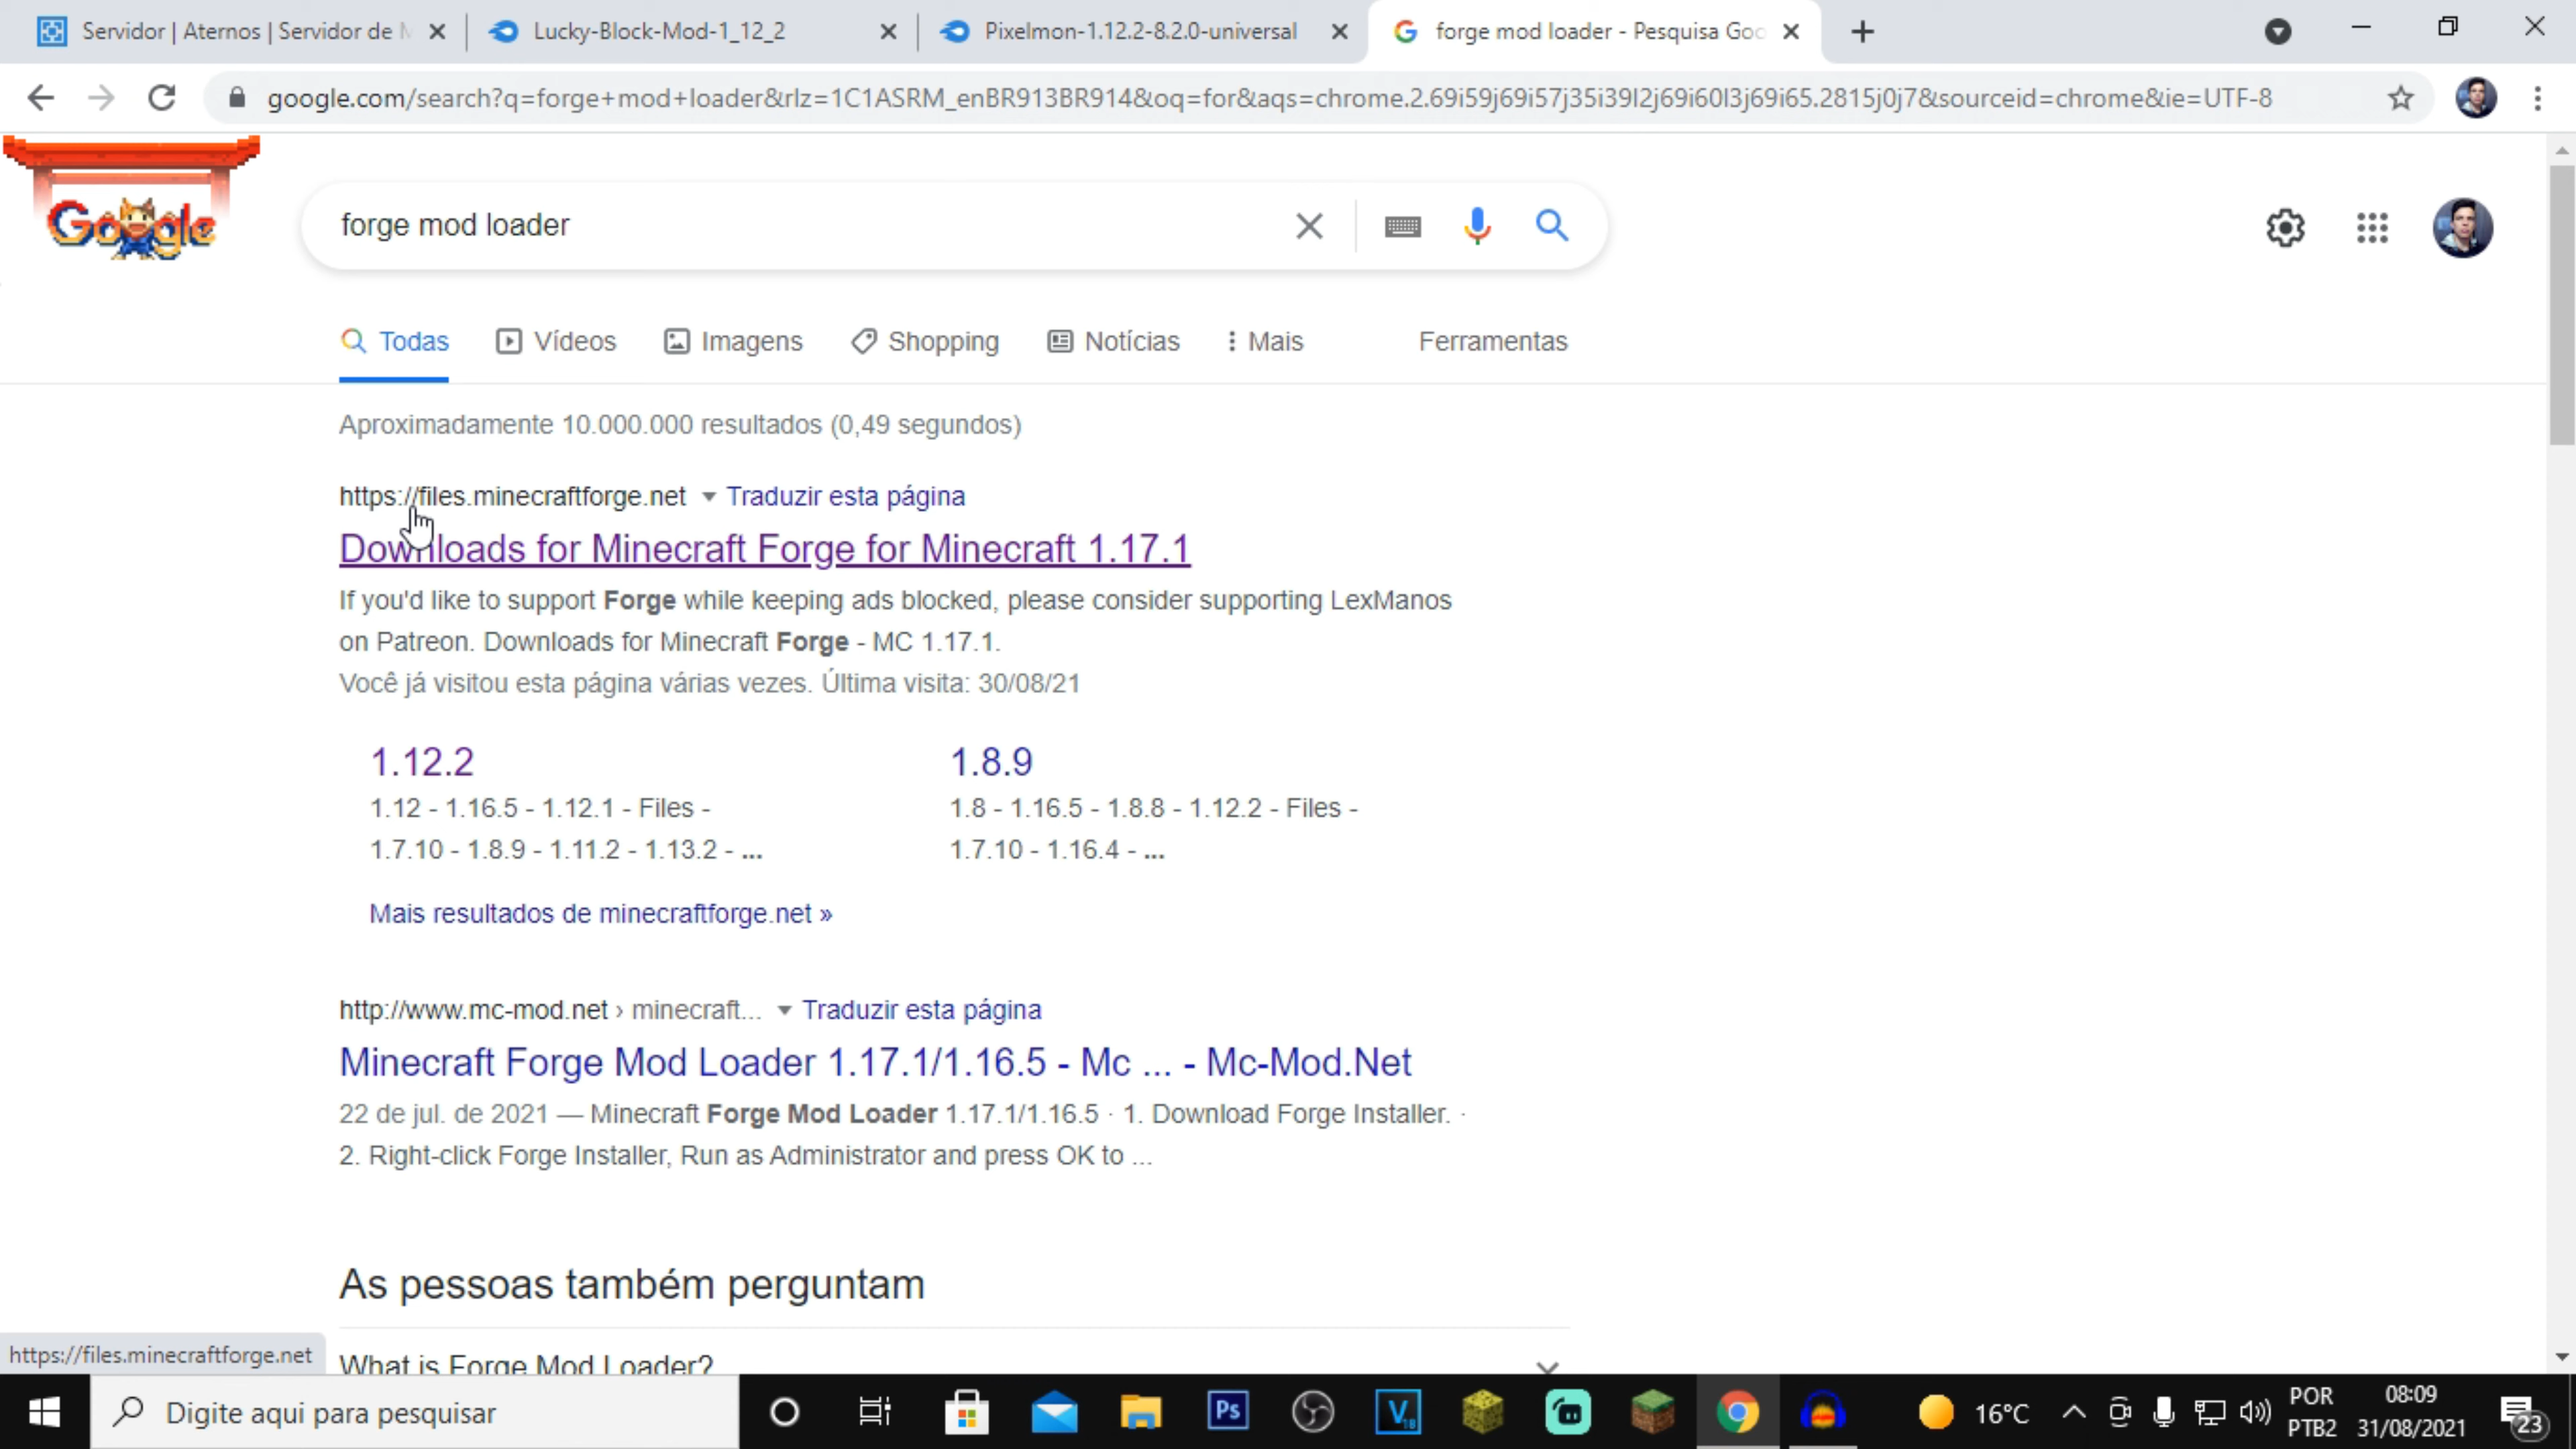 Servidor | Aternos | Servidor de M
Lucky-Block-Mod-1_12_2
Pixelmon-1.12.2-8.2.0-universal
forge mod loader - Pesquisa Goo
google.com/search?q=forge+mod+loader&rlz=1C1ASRM_enBR913BR914&oq=for&aqs=chrome.2.69i59j69i57j35i39l2j69i60l3j69i65.2815j0j7&sourceid=chrome&ie=UTF-8
Google
forge mod loader
Todas Vídeos Imagens Shopping Notícias Mais Ferramentas
Aproximadamente 10.000.000 resultados (0,49 segundos)
https://files.minecraftforge.net Traduzir esta página
Downloads for Minecraft Forge for Minecraft 1.17.1
If you'd like to support Forge while keeping ads blocked, please consider supporting LexManos
on Patreon. Downloads for Minecraft Forge - MC 1.17.1.
Você já visitou esta página várias vezes. Última visita: 30/08/21
1.12.2
1.12 - 1.16.5 - 1.12.1 - Files -
1.7.10 - 1.8.9 - 1.11.2 - 1.13.2 - ...
1.8.9
1.8 - 1.16.5 - 1.8.8 - 1.12.2 - Files -
1.7.10 - 1.16.4 - ...
Mais resultados de minecraftforge.net »
http://www.mc-mod.net › minecraft... Traduzir esta página
Minecraft Forge Mod Loader 1.17.1/1.16.5 - Mc ... - Mc-Mod.Net
22 de jul. de 2021 — Minecraft Forge Mod Loader 1.17.1/1.16.5 · 1. Download Forge Installer. ·
2. Right-click Forge Installer, Run as Administrator and press OK to ...
As pessoas também perguntam
What is Forge Mod Loader?
https://files.minecraftforge.net
Digite aqui para pesquisar
Ps
V
18
16°C
POR
PTB2
08:09
31/08/2021
23